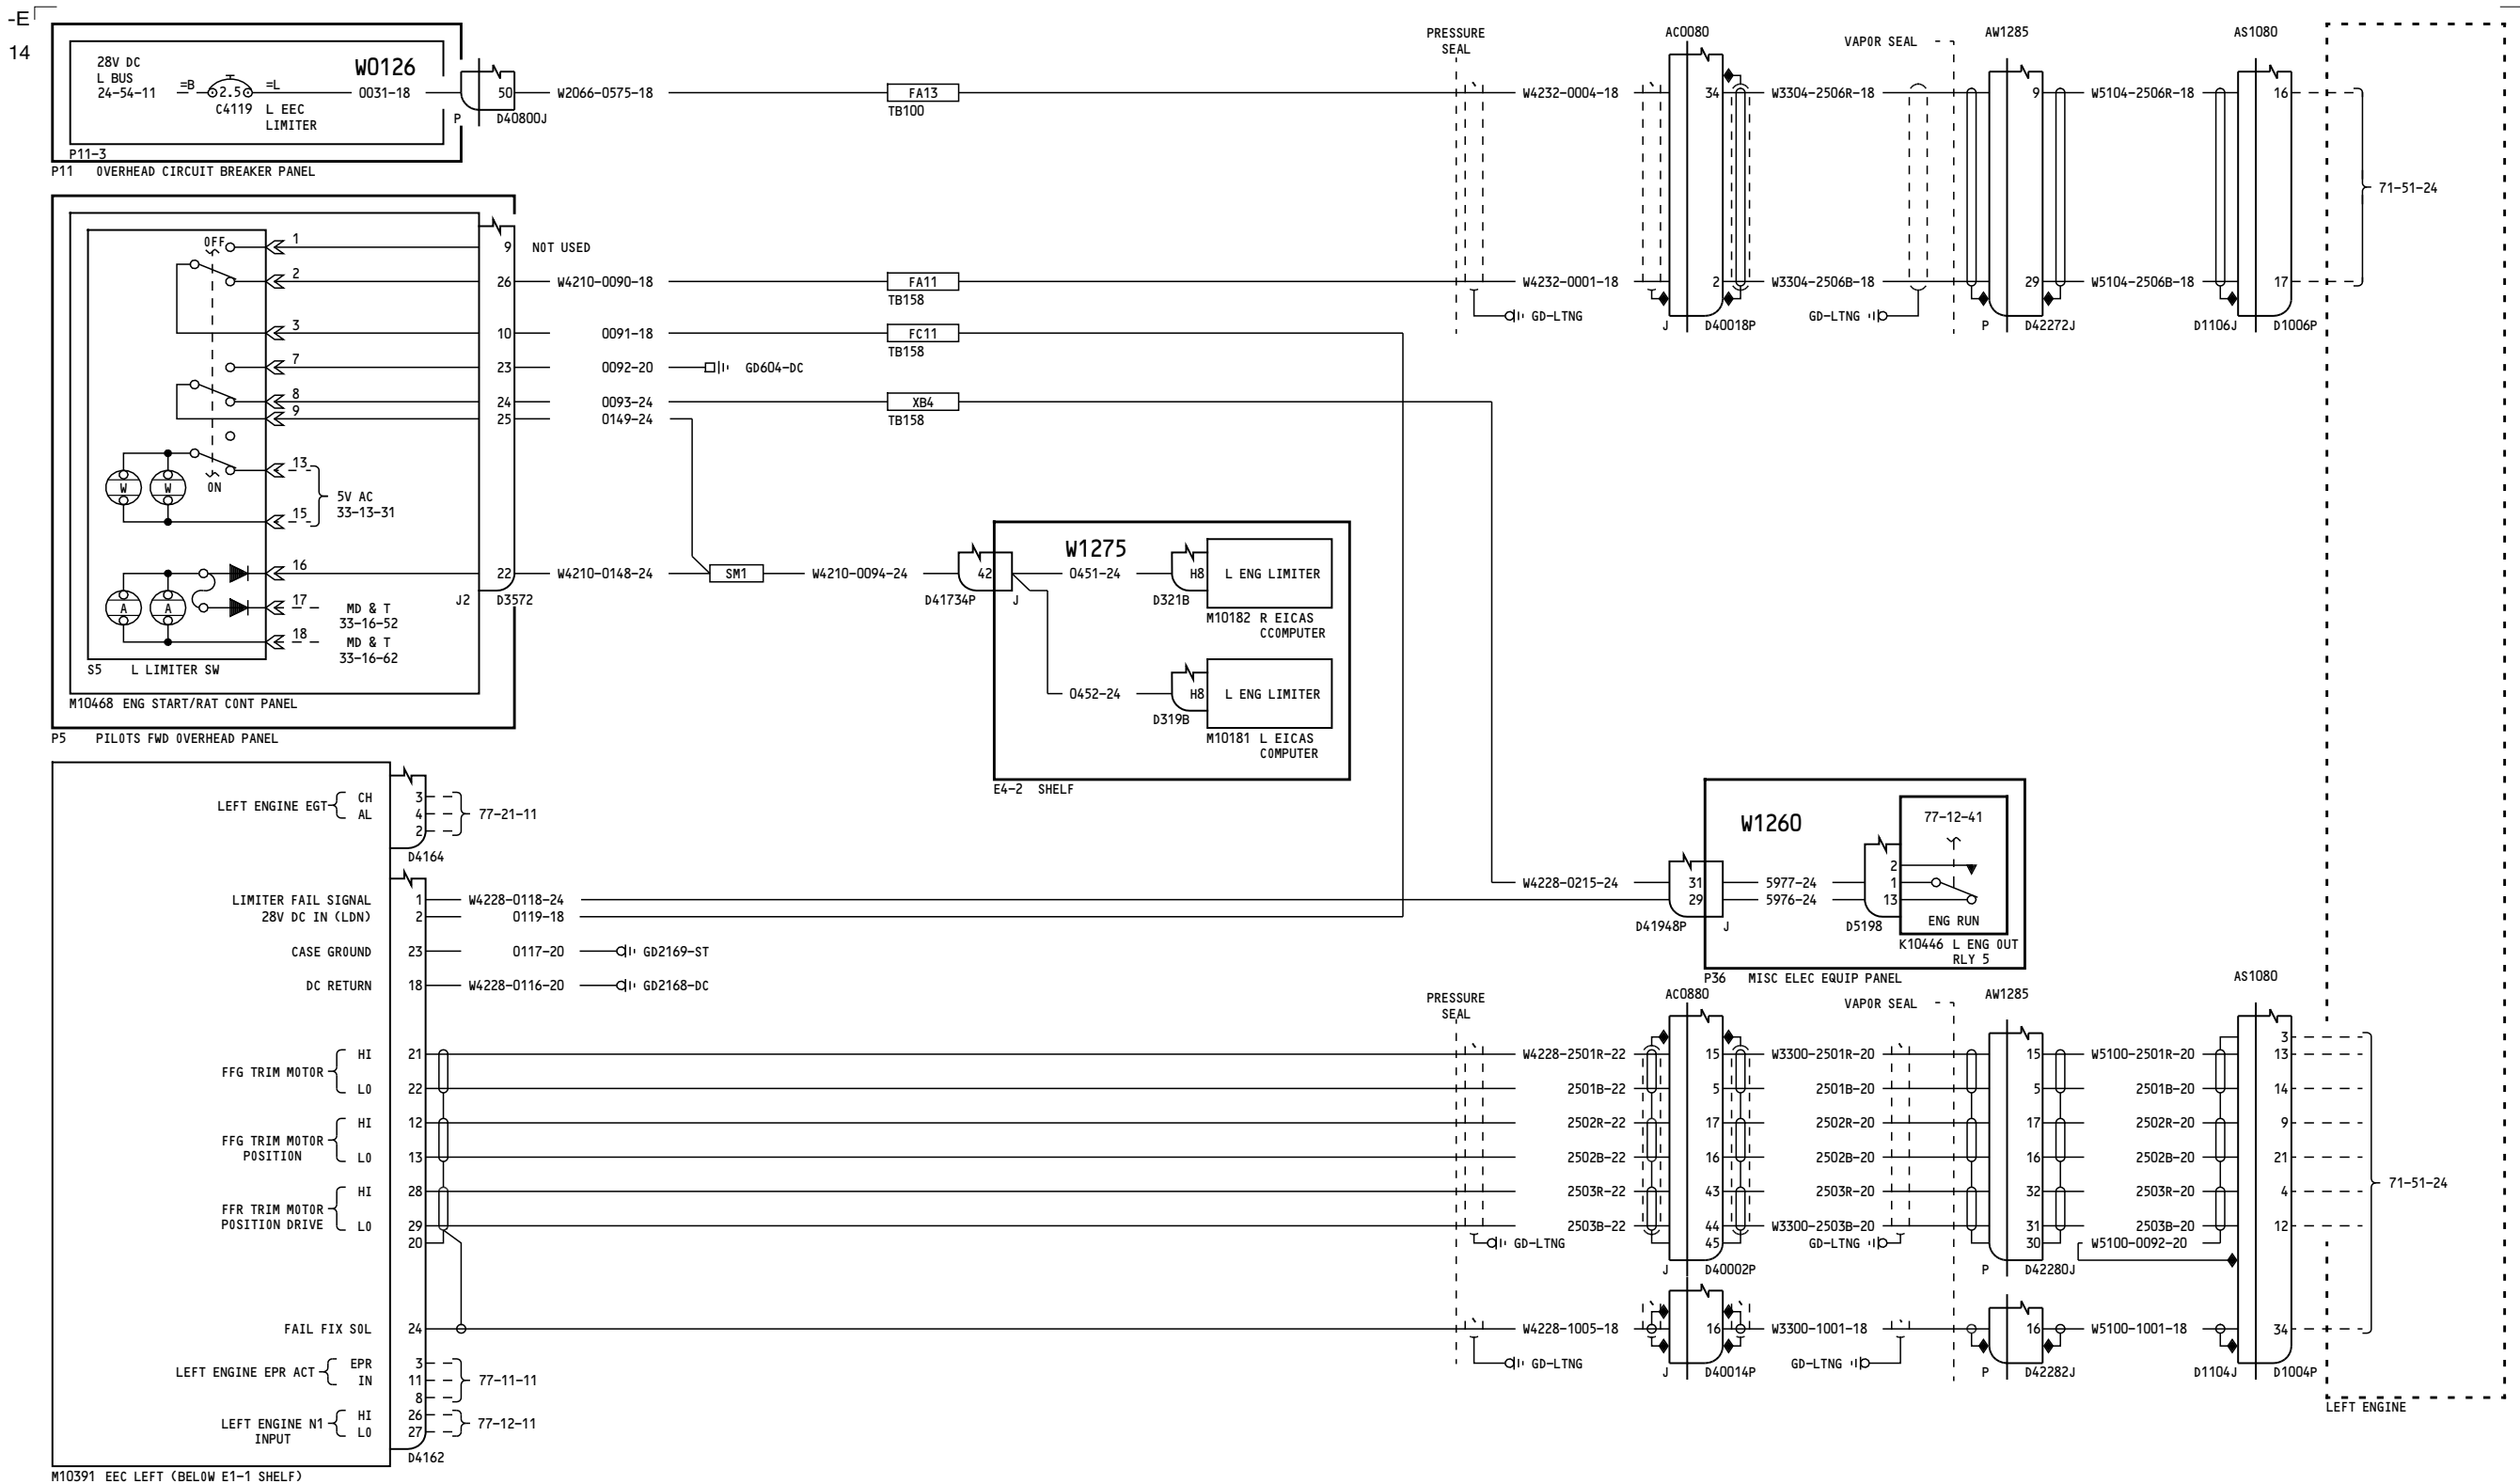 -E
14
28V DC
L BUS
24-54-11
=B
2.5
=L
C4119
L EEC
LIMITER
W0126
0031-18
P11-3
P11 OVERHEAD CIRCUIT BREAKER PANEL
50
P
D40800J
W2066-0575-18
FA13
TB100
PRESSURE
SEAL
W4232-0004-18
AC0080
34
W3304-2506R-18
VAPOR SEAL
AW1285
9
W5104-2506R-18
AS1080
16
71-51-24
W4232-0001-18
2
W3304-2506B-18
29
W5104-2506B-18
17
GD-LTNG
J
D40018P
GD-LTNG
P
D42272J
D1106J
D1006P
OFF
1
2
3
7
8
9
13
ON
15
W
W
5V AC
33-13-31
16
17
18
A
A
MD & T
33-16-52
MD & T
33-16-62
S5 L LIMITER SW
M10468 ENG START/RAT CONT PANEL
P5 PILOTS FWD OVERHEAD PANEL
J2
D3572
9 NOT USED
26 W4210-0090-18
FA11
TB158
10 0091-18
FC11
TB158
23 0092-20
GD604-DC
24 0093-24
XB4
TB158
25 0149-24
22 W4210-0148-24
SM1
W4210-0094-24
42
D41734P
J
W1275
0451-24
H8
D321B
L ENG LIMITER
M10182 R EICAS
CCOMPUTER
0452-24
H8
D319B
L ENG LIMITER
M10181 L EICAS
COMPUTER
E4-2 SHELF
LEFT ENGINE EGT
CH
AL
3
4
2
77-21-11
D4164
LIMITER FAIL SIGNAL 1 W4228-0118-24
28V DC IN (LDN) 2 0119-18
CASE GROUND 23 0117-20 GD2169-ST
DC RETURN 18 W4228-0116-20 GD2168-DC
W4228-0215-24
31
29
D41948P
J
W1260
5977-24
5976-24
2
1
13
D5198
77-12-41
ENG RUN
K10446 L ENG OUT
RLY 5
P36 MISC ELEC EQUIP PANEL
FFG TRIM MOTOR
HI 21
LO 22
FFG TRIM MOTOR
POSITION
HI 12
LO 13
FFR TRIM MOTOR
POSITION DRIVE
HI 28
LO 29
20
FAIL FIX SOL 24
LEFT ENGINE EPR ACT
EPR 3
IN 11
8
77-11-11
LEFT ENGINE N1
INPUT
HI 26
LO 27
77-12-11
D4162
M10391 EEC LEFT (BELOW E1-1 SHELF)
PRESSURE
SEAL
AC0880
VAPOR SEAL
AW1285
AS1080
3
W4228-2501R-22 15 W3300-2501R-20 15 W5100-2501R-20 13
2501B-22 5 2501B-20 5 2501B-20 14
2502R-22 17 2502R-20 17 2502R-20 9
2502B-22 16 2502B-20 16 2502B-20 21
2503R-22 43 2503R-20 32 2503R-20 4
2503B-22 44 W3300-2503B-20 31 2503B-20 12
GD-LTNG 45 GD-LTNG 30 W5100-0092-20
71-51-24
J
D40002P
P
D42280J
W4228-1005-18 16 W3300-1001-18 16 W5100-1001-18 34
GD-LTNG
J
D40014P
GD-LTNG
P
D42282J
D1104J
D1004P
LEFT ENGINE